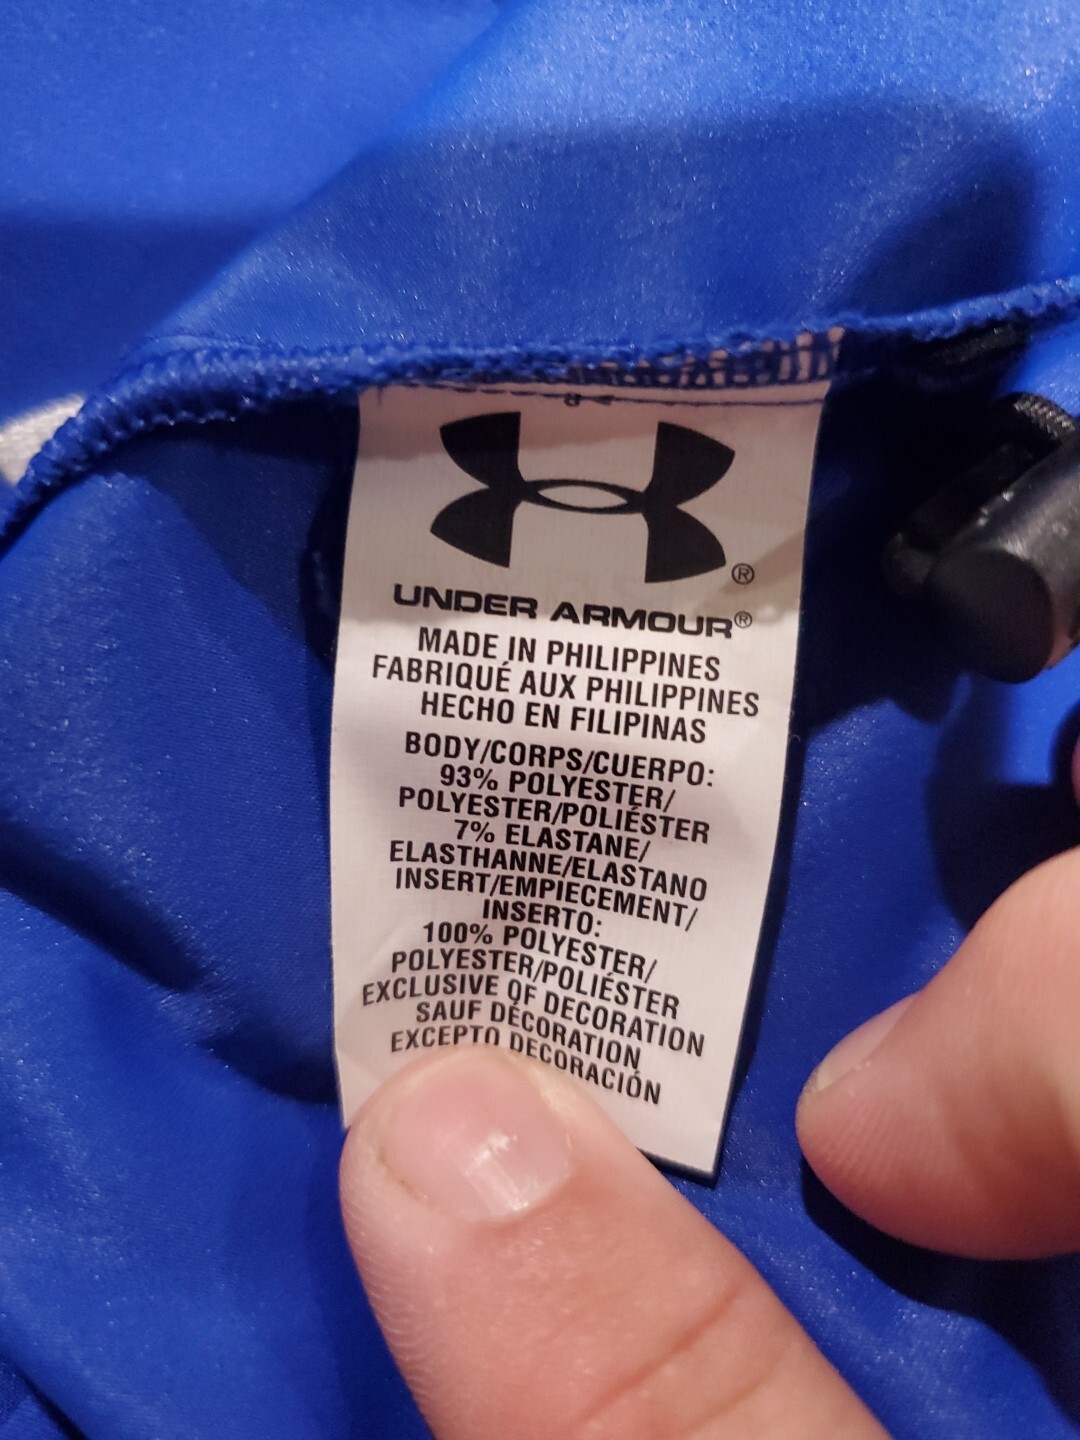 UNDER ARMOUR®
MADE IN PHILIPPINES
FABRIQUÉ AUX PHILIPPINES
HECHO EN FILIPINAS
BODY/CORPS/CUERPO:
93% POLYESTER/
POLYESTER/POLIÉSTER
7% ELASTANE/
ELASTHANNE/ELASTANO
INSERT/EMPIECEMENT/
INSERTO:
100% POLYESTER/
POLYESTER/POLIÉSTER
EXCLUSIVE OF DECORATION
SAUF DÉCORATION
EXCEPTO DECORACIÓN